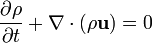 ∂ρ/∂t + ∇ · (ρ𝐮) = 0